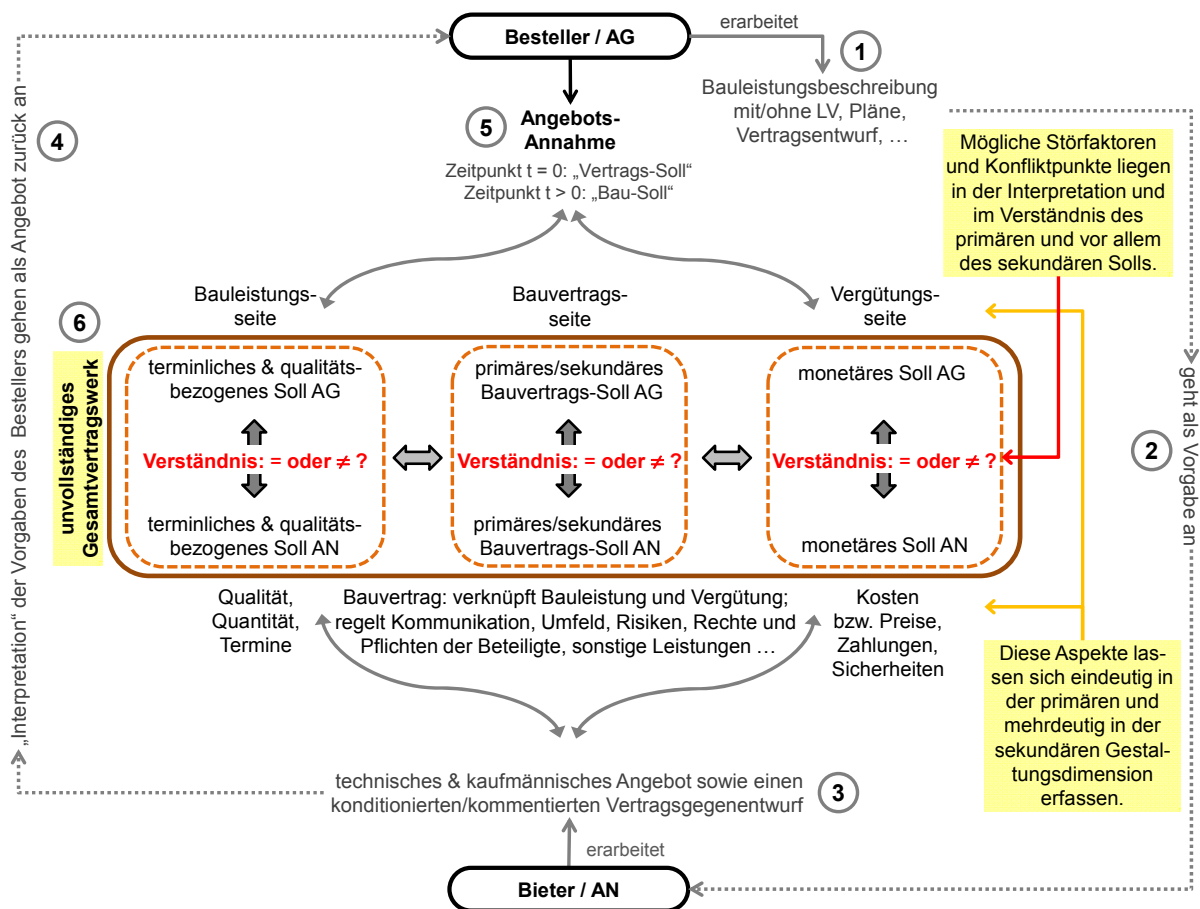 Besteller / AG
erarbeitet
1
Bauleistungsbeschreibung
mit/ohne LV, Pläne,
Vertragsentwurf, …
4
5
Angebots-
Annahme
Zeitpunkt t = 0: „Vertrags-Soll“
Zeitpunkt t > 0: „Bau-Soll“
Mögliche Störfaktoren
und Konfliktpunkte liegen
in der Interpretation und
im Verständnis des
primären und vor allem
des sekundären Solls.
„Interpretation“ der Vorgaben des Bestellers gehen als Angebot zurück an
geht als Vorgabe an
2
6
unvollständiges
Gesamtvertragswerk
Bauleistungs-
seite
Bauvertrags-
seite
Vergütungs-
seite
terminliches & qualitäts-
bezogenes Soll AG
Verständnis: = oder ≠ ?
terminliches & qualitäts-
bezogenes Soll AN
primäres/sekundäres
Bauvertrags-Soll AG
Verständnis: = oder ≠ ?
primäres/sekundäres
Bauvertrags-Soll AN
monetäres Soll AG
Verständnis: = oder ≠ ?
monetäres Soll AN
Qualität,
Quantität,
Termine
Bauvertrag: verknüpft Bauleistung und Vergütung;
regelt Kommunikation, Umfeld, Risiken, Rechte und
Pflichten der Beteiligte, sonstige Leistungen …
Kosten
bzw. Preise,
Zahlungen,
Sicherheiten
Diese Aspekte las-
sen sich eindeutig in
der primären und
mehrdeutig in der
sekundären Gestal-
tungsdimension
erfassen.
technisches & kaufmännisches Angebot sowie einen
konditionierten/kommentierten Vertragsgegenentwurf
3
erarbeitet
Bieter / AN